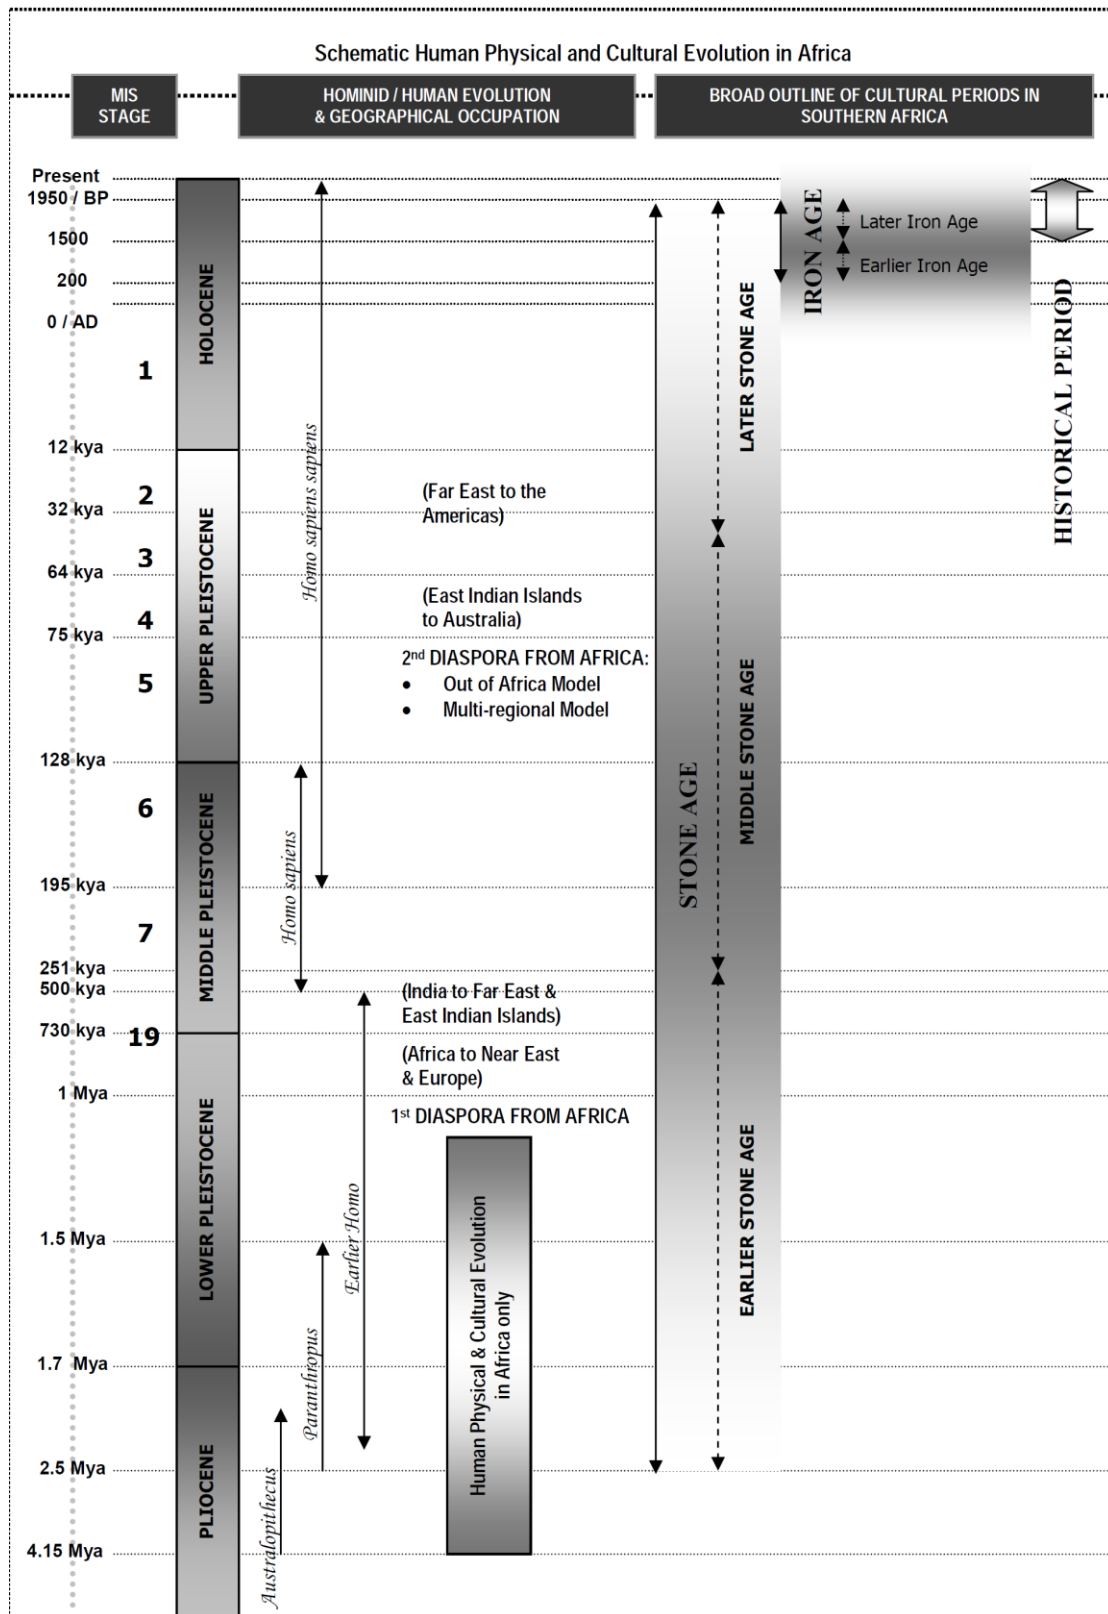 Schematic Human Physical and Cultural Evolution in Africa
MIS
STAGE
HOMINID / HUMAN EVOLUTION
& GEOGRAPHICAL OCCUPATION
BROAD OUTLINE OF CULTURAL PERIODS IN
SOUTHERN AFRICA
Present
1950 / BP
1500
200
0 / AD
12 kya
32 kya
64 kya
75 kya
128 kya
195 kya
251 kya
500 kya
730 kya
1 Mya
1.5 Mya
1.7 Mya
2.5 Mya
4.15 Mya
1
2
3
4
5
6
7
19
HOLOCENE
UPPER PLEISTOCENE
MIDDLE PLEISTOCENE
LOWER PLEISTOCENE
PLIOCENE
Homo sapiens sapiens
Homo sapiens
Earlier Homo
Paranthropus
Australopithecus
(Far East to the
Americas)
(East Indian Islands
to Australia)
2nd DIASPORA FROM AFRICA:
• Out of Africa Model
• Multi-regional Model
(India to Far East &
East Indian Islands)
(Africa to Near East
& Europe)
1st DIASPORA FROM AFRICA
Human Physical & Cultural Evolution
in Africa only
STONE AGE
LATER STONE AGE
MIDDLE STONE AGE
EARLIER STONE AGE
IRON AGE
Later Iron Age
Earlier Iron Age
HISTORICAL PERIOD